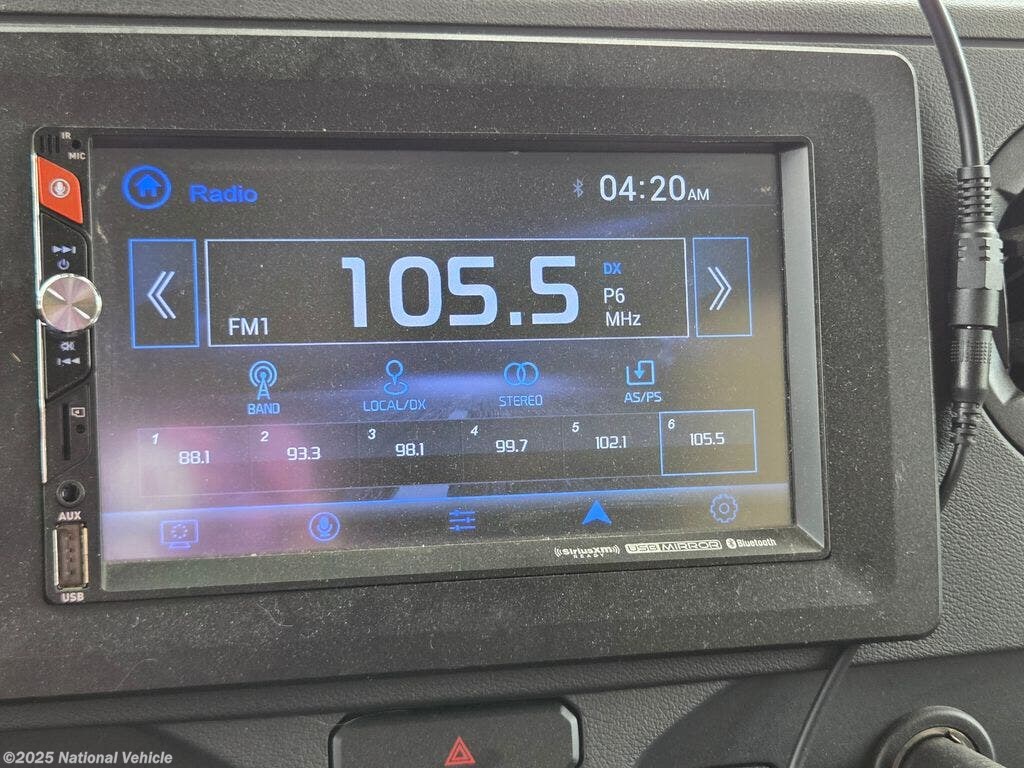 IR
MIC
Radio
04:20AM
105.5
DX
P6
MHz
FM1
BAND
LOCAL/DX
STEREO
AS/PS
1
88.1
2
93.3
3
98.1
4
99.7
5
102.1
6
105.5
AUX
USB
((SiriusXM))
READY
USB MIRROR
Bluetooth
©2025 National Vehicle